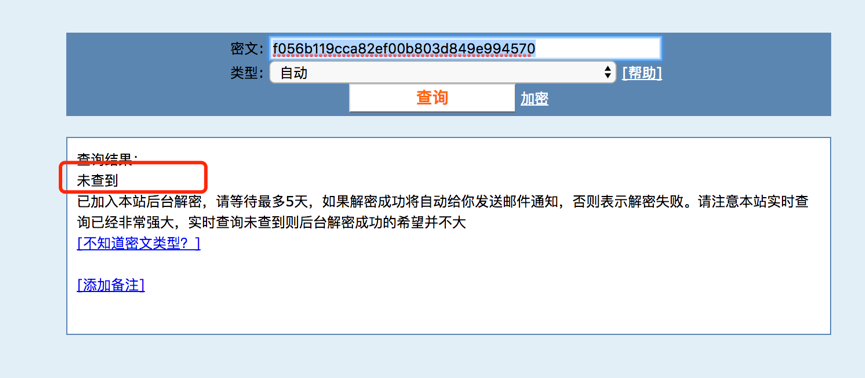 密文: f056b119cca82ef00b803d849e994570
类型: 自动 [帮助]
查询 加密
查询结果:
未查到
已加入本站后台解密，请等待最多5天，如果解密成功将自动给你发送邮件通知，否则表示解密失败。请注意本站实时查
询已经非常强大，实时查询未查到则后台解密成功的希望并不大
[不知道密文类型？]
[添加备注]